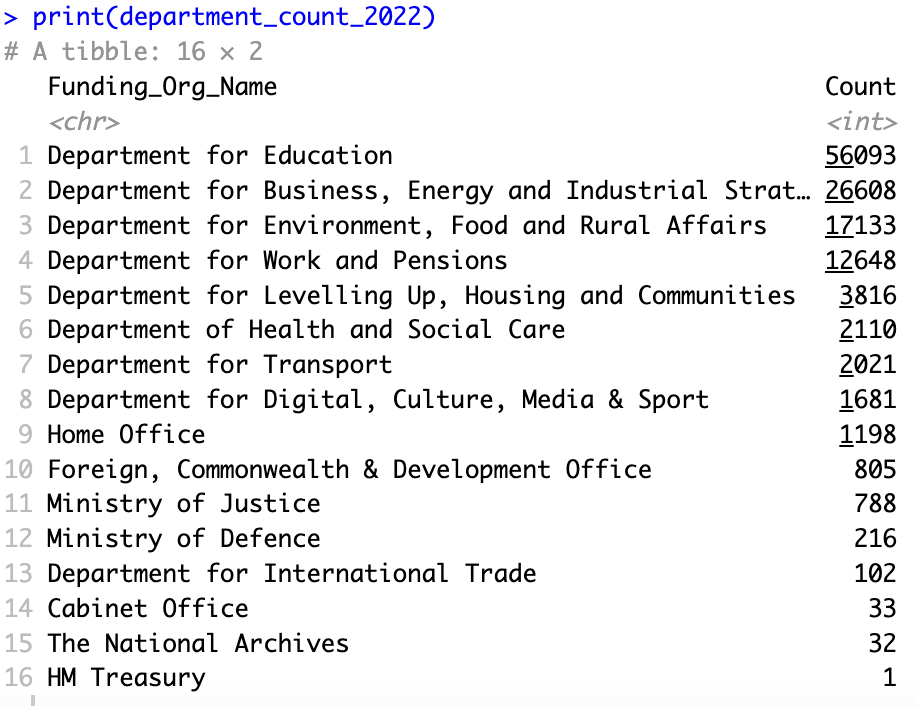 > print(department_count_2022)
# A tibble: 16 × 2
Funding_Org_Name Count
<chr> <int>
1 Department for Education 56093
2 Department for Business, Energy and Industrial Strat… 26608
3 Department for Environment, Food and Rural Affairs 17133
4 Department for Work and Pensions 12648
5 Department for Levelling Up, Housing and Communities 3816
6 Department of Health and Social Care 2110
7 Department for Transport 2021
8 Department for Digital, Culture, Media & Sport 1681
9 Home Office 1198
10 Foreign, Commonwealth & Development Office 805
11 Ministry of Justice 788
12 Ministry of Defence 216
13 Department for International Trade 102
14 Cabinet Office 33
15 The National Archives 32
16 HM Treasury 1